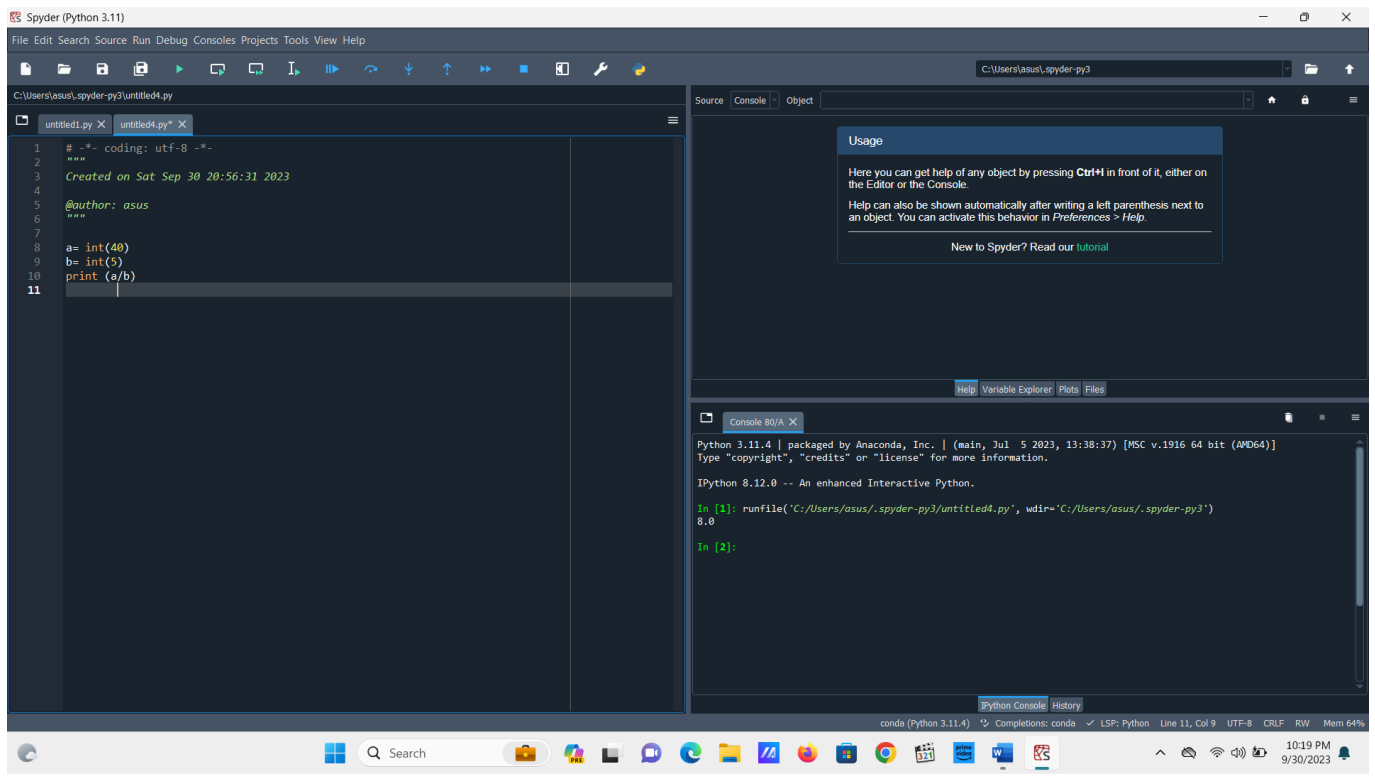 Spyder (Python 3.11)
File Edit Search Source Run Debug Consoles Projects Tools View Help
C:\Users\asus\.spyder-py3
C:\Users\asus\.spyder-py3\untitled4.py
untitled1.py
untitled4.py*
1 # -*- coding: utf-8 -*-
2 """
3 Created on Sat Sep 30 20:56:31 2023
4
5 @author: asus
6 """
7
8 a= int(40)
9 b= int(5)
10 print (a/b)
11
Source Console Object
Usage
Here you can get help of any object by pressing Ctrl+I in front of it, either on
the Editor or the Console.
Help can also be shown automatically after writing a left parenthesis next to
an object. You can activate this behavior in Preferences > Help.
New to Spyder? Read our tutorial
Help Variable Explorer Plots Files
Console 80/A
Python 3.11.4 | packaged by Anaconda, Inc. | (main, Jul  5 2023, 13:38:37) [MSC v.1916 64 bit (AMD64)]
Type "copyright", "credits" or "license" for more information.
IPython 8.12.0 -- An enhanced Interactive Python.
In [1]: runfile('C:/Users/asus/.spyder-py3/untitled4.py', wdir='C:/Users/asus/.spyder-py3')
8.0
In [2]:
IPython Console History
conda (Python 3.11.4) Completions: conda LSP: Python Line 11, Col 9 UTF-8 CRLF RW Mem 64%
Search
PRE
321
prime video
10:19 PM
9/30/2023